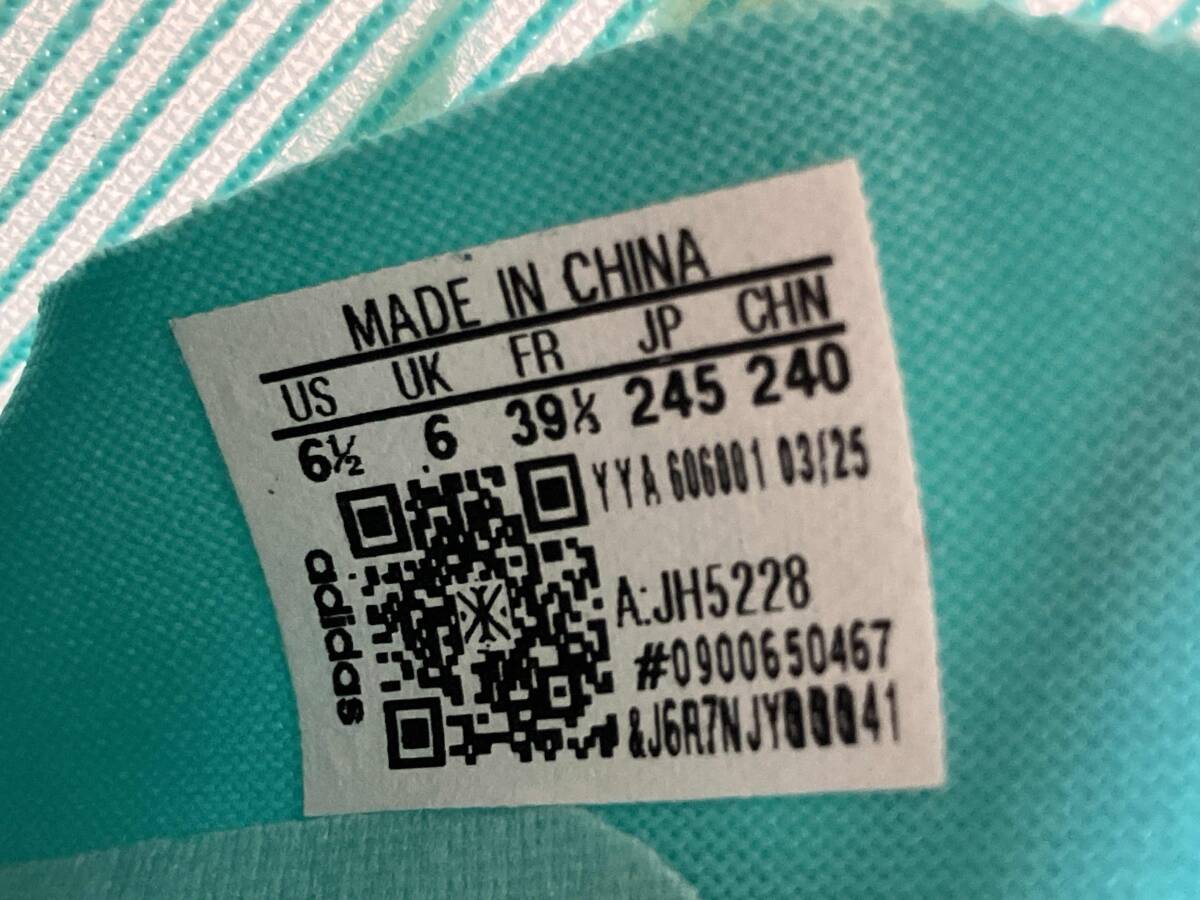 MADE IN CHINA
US UK FR JP CHN
6½ 6 39⅓ 245 240
YYA 606001 03/25
A:JH5228
#0900650467
&J6R7NJY00041
adidas